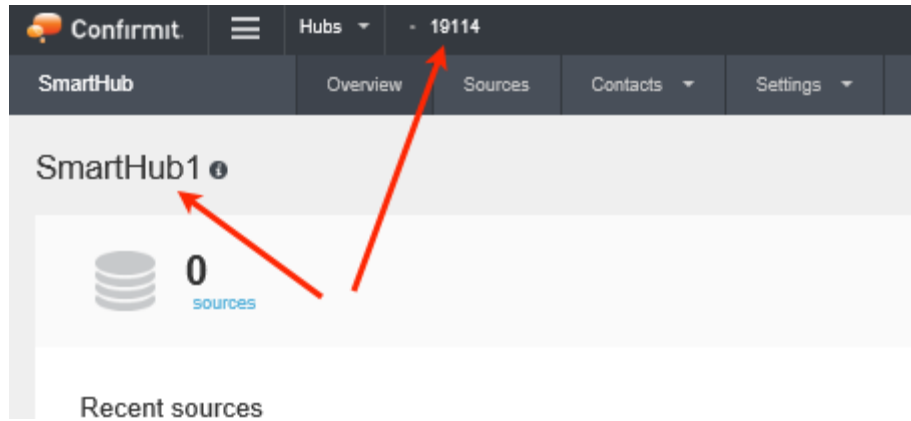 Confirmit. Hubs - 19114
SmartHub Overview Sources Contacts Settings
SmartHub1
0
sources
Recent sources